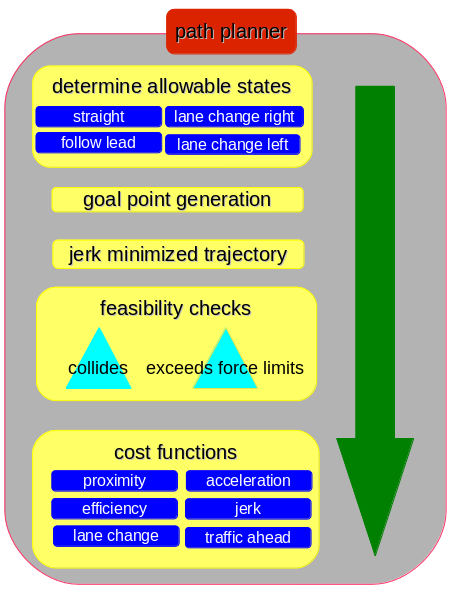 path planner
determine allowable states
straight
lane change right
follow lead
lane change left
goal point generation
jerk minimized trajectory
feasibility checks
collides
exceeds force limits
cost functions
proximity
acceleration
efficiency
jerk
lane change
traffic ahead